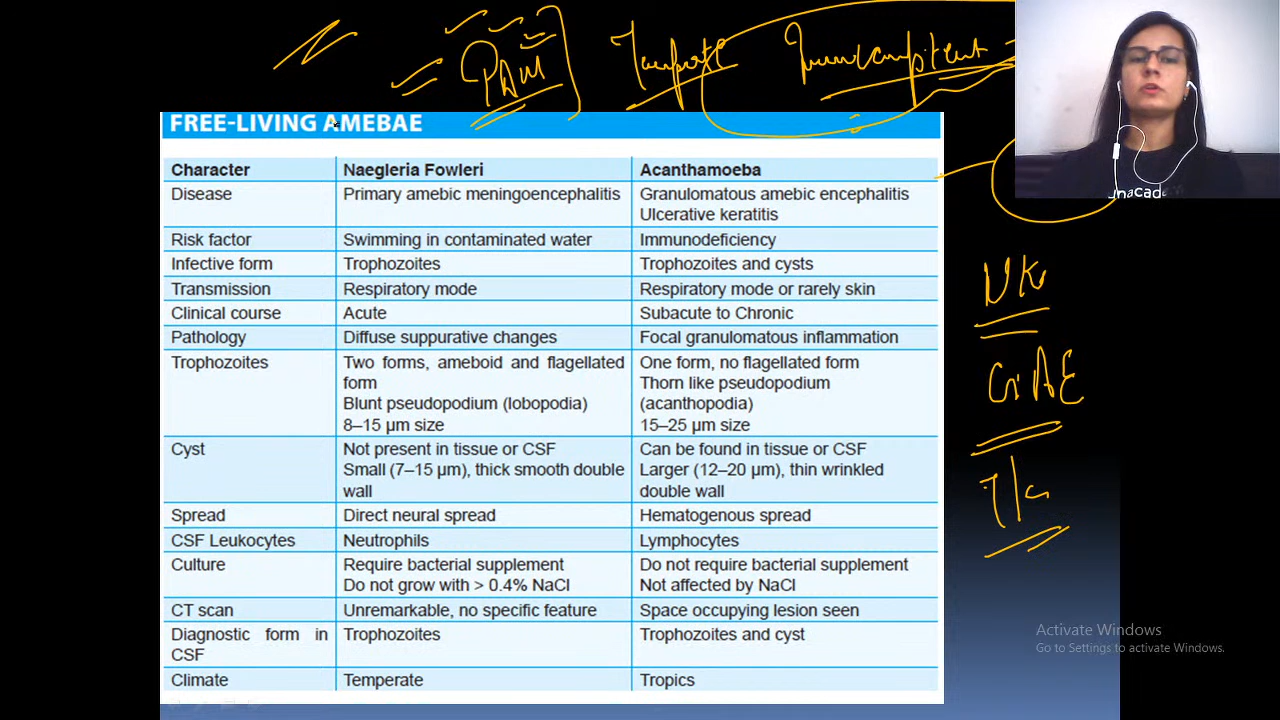 PAM Temperate Immunocompetent
FREE-LIVING AMEBAE
nacad
Character Naegleria Fowleri Acanthamoeba
Disease Primary amebic meningoencephalitis Granulomatous amebic encephalitis
Ulcerative keratitis
Risk factor Swimming in contaminated water Immunodeficiency
Infective form Trophozoites Trophozoites and cysts
Transmission Respiratory mode Respiratory mode or rarely skin
Clinical course Acute Subacute to Chronic
Pathology Diffuse suppurative changes Focal granulomatous inflammation
Trophozoites Two forms, ameboid and flagellated One form, no flagellated form
form Thorn like pseudopodium
Blunt pseudopodium (lobopodia) (acanthopodia)
8–15 µm size 15–25 µm size
Cyst Not present in tissue or CSF Can be found in tissue or CSF
Small (7–15 µm), thick smooth double Larger (12–20 µm), thin wrinkled
wall double wall
Spread Direct neural spread Hematogenous spread
CSF Leukocytes Neutrophils Lymphocytes
Culture Require bacterial supplement Do not require bacterial supplement
Do not grow with > 0.4% NaCl Not affected by NaCl
CT scan Unremarkable, no specific feature Space occupying lesion seen
Diagnostic form in Trophozoites Trophozoites and cyst
CSF
Climate Temperate Tropics
GAE
T/C
Activate Windows
Go to Settings to activate Windows.